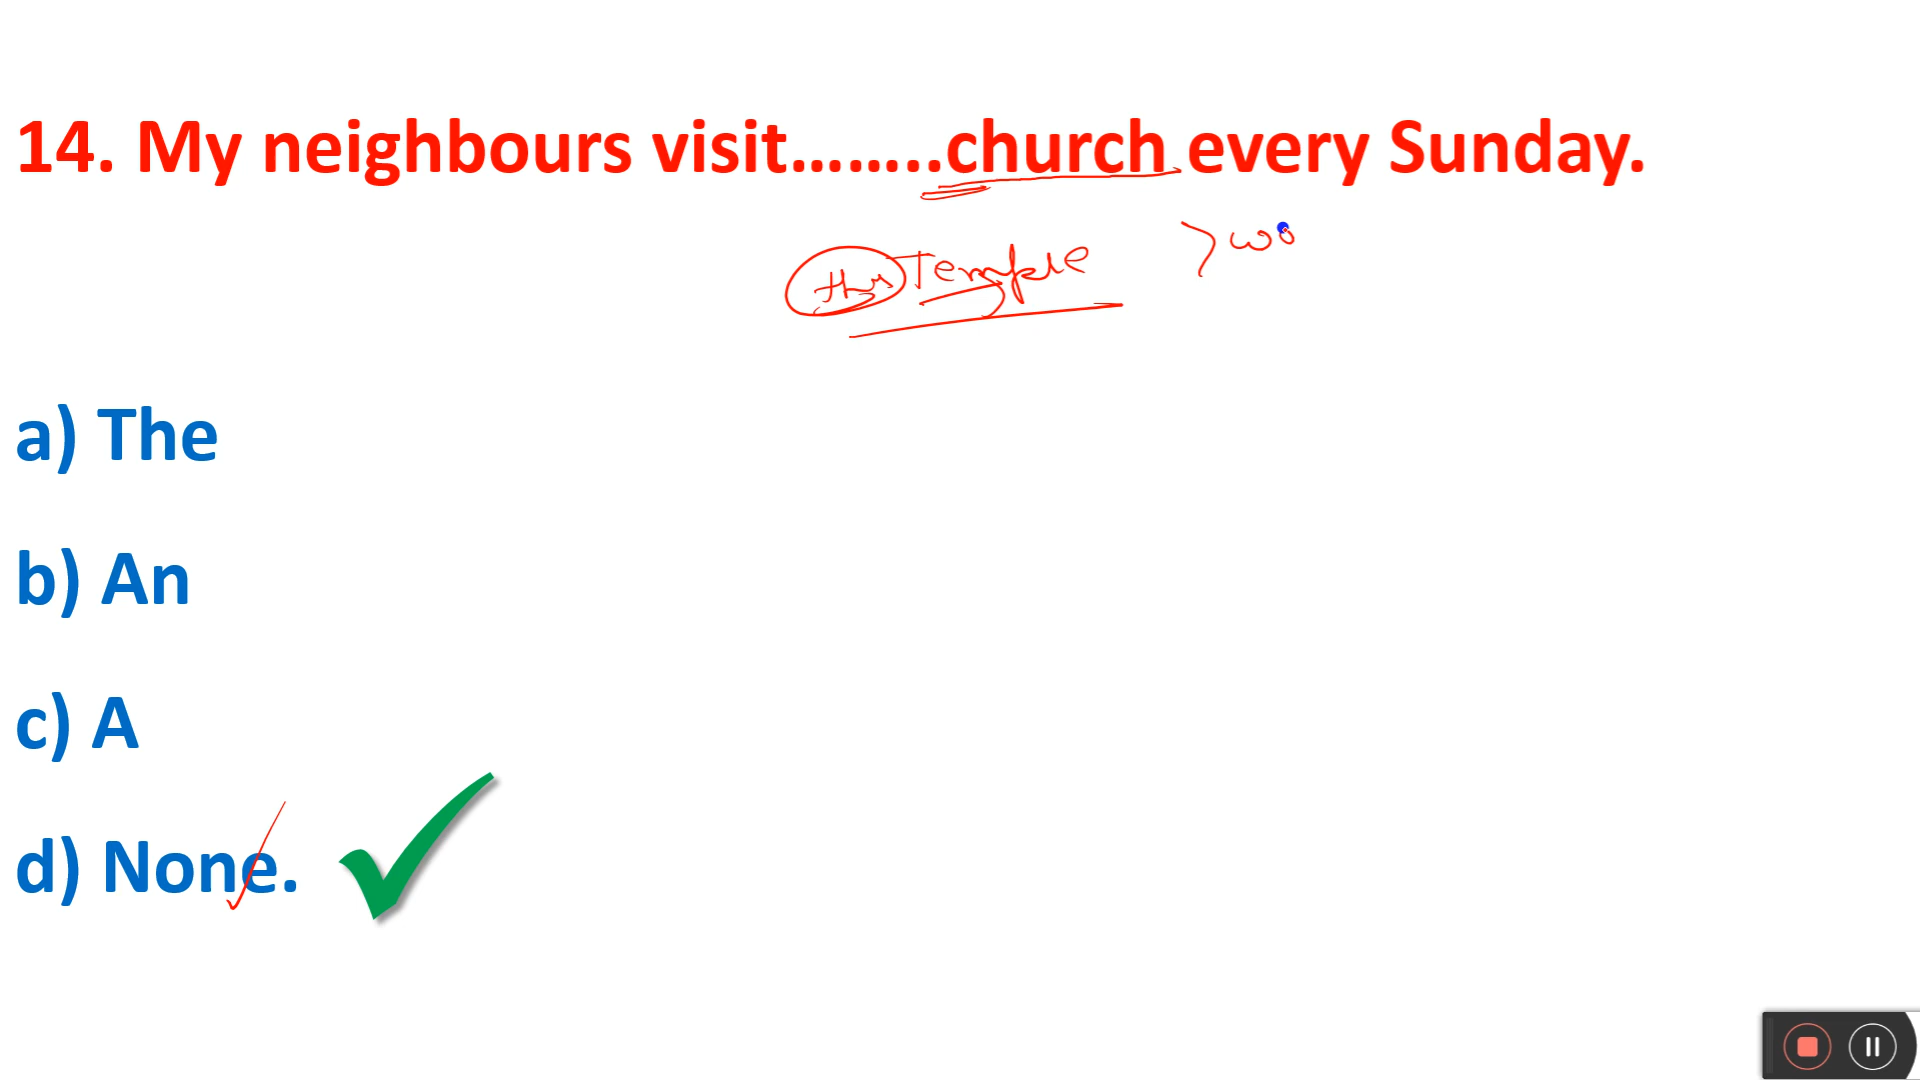 14. My neighbours visit........church every Sunday.
Temple
a) The
b) An
c) A
d) None.